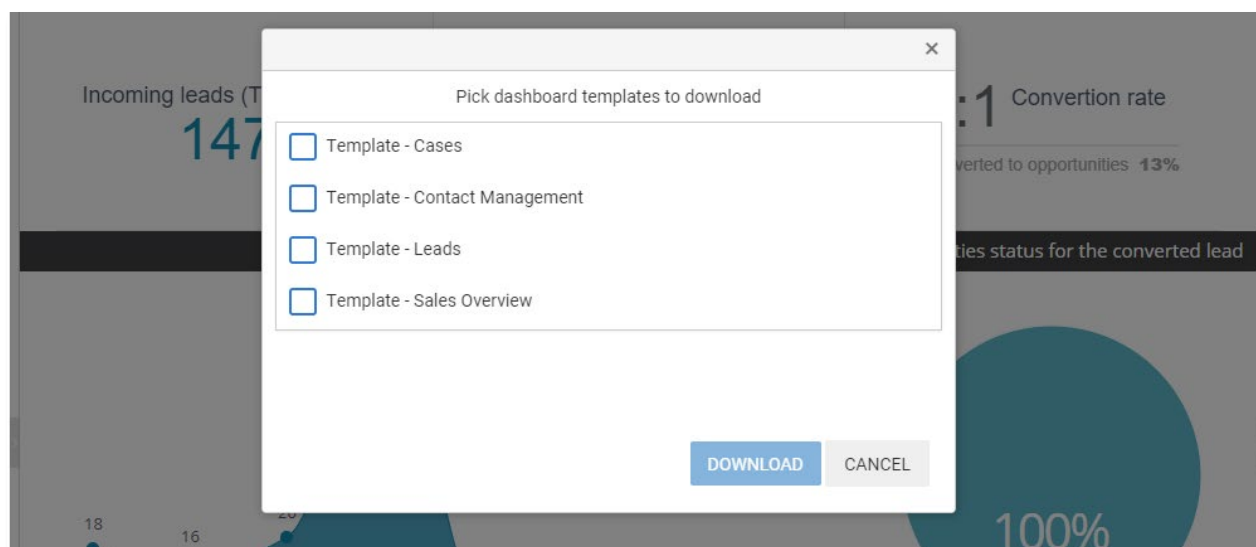 Pick dashboard templates to download
Incoming leads (T
147
:1 Convertion rate
Template - Cases
verted to opportunities 13%
Template - Contact Management
Template - Leads
ties status for the converted lead
Template - Sales Overview
DOWNLOAD CANCEL
18
16
100%